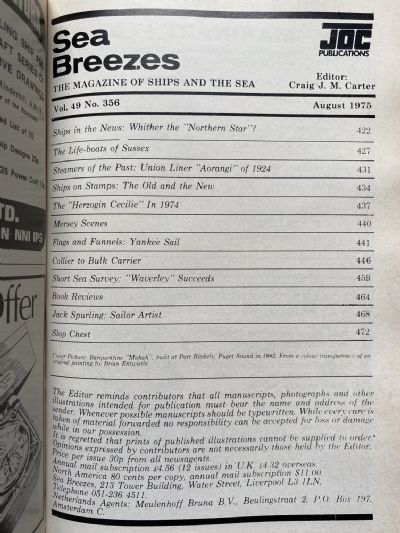 Sea
Breezes
THE MAGAZINE OF SHIPS AND THE SEA
JOC
PUBLICATIONS
Editor:
Craig J. M. Carter
Vol. 49 No. 356 August 1975
Ships in the News: Whither the "Northern Star"? 422
The Life-boats of Sussex 427
Steamers of the Past: Union Liner "Aorangi" of 1924 431
Ships on Stamps: The Old and the New 434
The "Herzogin Cecilie" In 1974 437
Mersey Scenes 440
Flags and Funnels: Yankee Sail 441
Collier to Bulk Carrier 446
Short Sea Survey: "Waverley" Succeeds 459
Book Reviews 464
Jack Spurling: Sailor Artist 468
Slop Chest 472
Cover Picture: Barquentine "Makah", built at Port Blakely, Puget Sound in 1882. From a colour transparency of an
original painting by Brian Entwistle
The Editor reminds contributors that all manuscripts, photographs and other
illustrations intended for publication must bear the name and address of the
sender. Whenever possible manuscripts should be typewritten. While every care is
taken of material forwarded no responsibility can be accepted for loss or damage
while in our possession.
It is regretted that prints of published illustrations cannot be supplied to order.
Opinions expressed by contributors are not necessarily those held by the Editor.
Price per issue 30p from all newsagents.
Annual mail subscription £4.56 (12 issues) in U.K. £4.32 overseas.
North America 80 cents per copy, annual mail subscription $11.00
Sea Breezes, 213 Tower Building, Water Street, Liverpool L3 1LN.
Telephone 051-236 4511.
Netherlands Agents: Meulenhoff Bruna B.V., Beulingstraat 2, P.O. Box 197,
Amsterdam C.